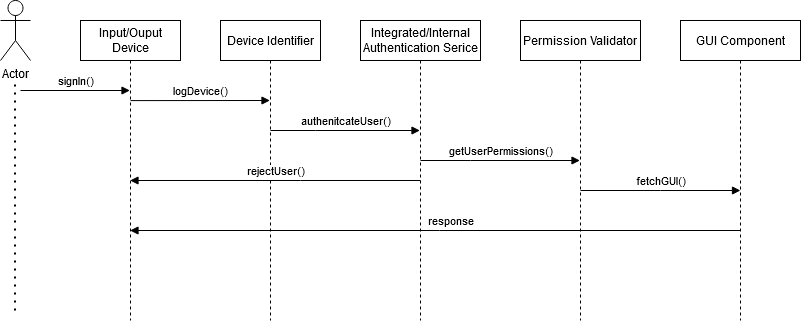 Input/Ouput
Device
Device Identifier
Integrated/Internal
Authentication Serice
Permission Validator
GUI Component
Actor
signIn()
logDevice()
authenitcateUser()
getUserPermissions()
rejectUser()
fetchGUI()
response